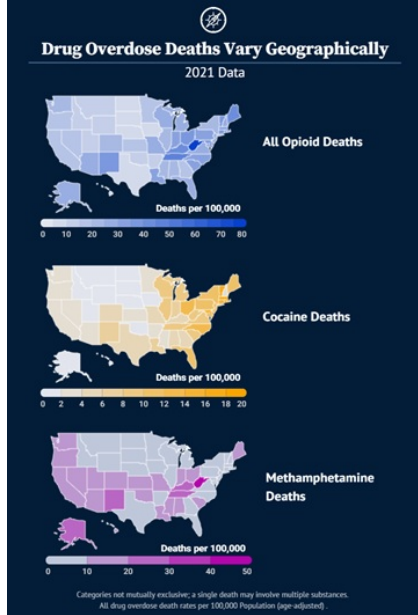 Drug Overdose Deaths Vary Geographically
2021 Data
All Opioid Deaths
Deaths per 100,000
0 10 20 30 40 50 60 70 80
Cocaine Deaths
Deaths per 100,000
0 2 4 6 8 10 12 14 16 18 20
Methamphetamine
Deaths
Deaths per 100,000
0 10 20 30 40 50
Categories not mutually exclusive; a single death may involve multiple substances.
All drug overdose death rates per 100,000 Population (age-adjusted) .